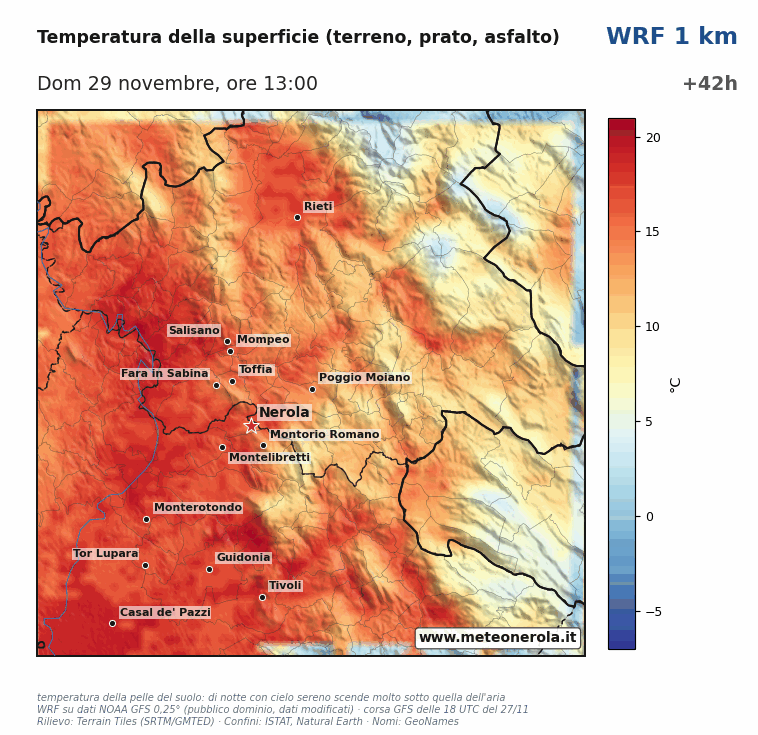 Temperatura della superficie (terreno, prato, asfalto)
WRF 1 km
Dom 29 novembre, ore 13:00
+42h
Rieti
Salisano
Mompeo
Toffia
Fara in Sabina
Poggio Moiano
Nerola
Montorio Romano
Montelibretti
Monterotondo
Tor Lupara
Guidonia
Tivoli
Casal de' Pazzi
www.meteonerola.it
20
15
10
5
0
−5
°C
temperatura della pelle del suolo: di notte con cielo sereno scende molto sotto quella dell'aria
WRF su dati NOAA GFS 0,25° (pubblico dominio, dati modificati) · corsa GFS delle 18 UTC del 27/11
Rilievo: Terrain Tiles (SRTM/GMTED) · Confini: ISTAT, Natural Earth · Nomi: GeoNames